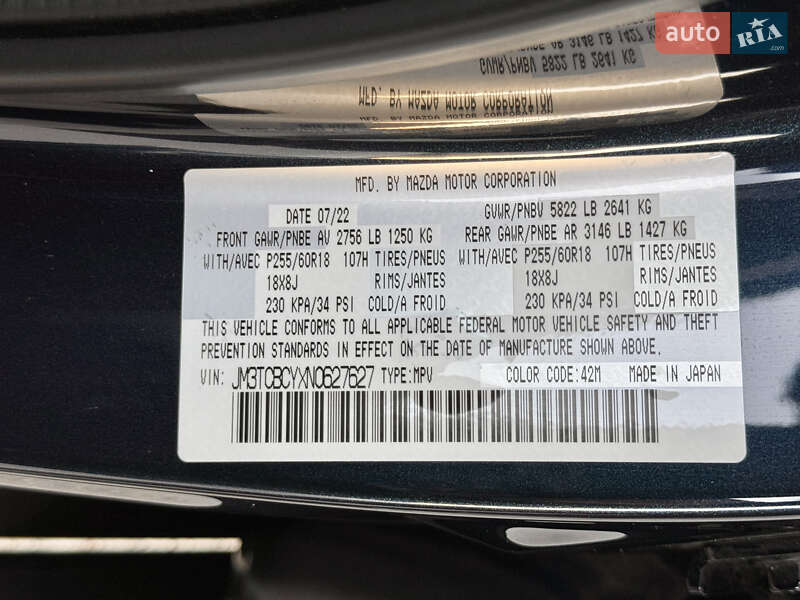 auto RIA
MFD. BY MAZDA MOTOR CORPORATION
DATE 07/22 GVWR/PNBV 5822 LB 2641 KG
FRONT GAWR/PNBE AV 2756 LB 1250 KG REAR GAWR/PNBE AR 3146 LB 1427 KG
WITH/AVEC P255/60R18 107H TIRES/PNEUS WITH/AVEC P255/60R18 107H TIRES/PNEUS
18X8J RIMS/JANTES 18X8J RIMS/JANTES
230 KPA/34 PSI COLD/A FROID 230 KPA/34 PSI COLD/A FROID
THIS VEHICLE CONFORMS TO ALL APPLICABLE FEDERAL MOTOR VEHICLE SAFETY AND THEFT
PREVENTION STANDARDS IN EFFECT ON THE DATE OF MANUFACTURE SHOWN ABOVE.
VIN: JM3TCBCYXN0627627 TYPE:MPV COLOR CODE:42M MADE IN JAPAN